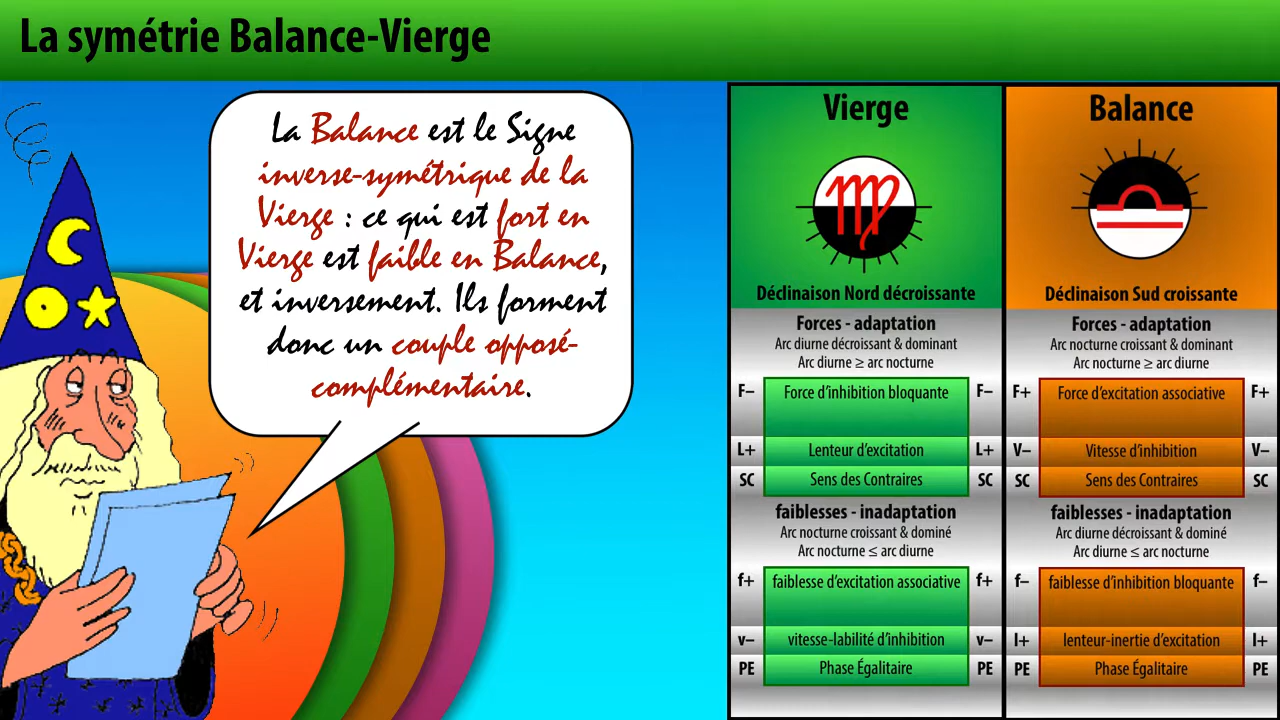 La symétrie Balance-Vierge
La Balance est le Signe
inverse-symétrique de la
Vierge : ce qui est fort en
Vierge est faible en Balance,
et inversement. Ils forment
donc un couple opposé-
complémentaire.
Vierge
Déclinaison Nord décroissante
Forces - adaptation
Arc diurne décroissant & dominant
Arc diurne ≥ arc nocturne
F– Force d'inhibition bloquante F–
L+ Lenteur d'excitation L+
SC Sens des Contraires SC
faiblesses - inadaptation
Arc nocturne croissant & dominé
Arc nocturne ≤ arc diurne
f+ faiblesse d'excitation associative f+
v– vitesse-labilité d'inhibition v–
PE Phase Égalitaire PE
Balance
Déclinaison Sud croissante
Forces - adaptation
Arc nocturne croissant & dominant
Arc nocturne ≥ arc diurne
F+ Force d'excitation associative F+
V– Vitesse d'inhibition V–
SC Sens des Contraires SC
faiblesses - inadaptation
Arc diurne décroissant & dominé
Arc diurne ≤ arc nocturne
f– faiblesse d'inhibition bloquante f–
l+ lenteur-inertie d'excitation l+
PE Phase Égalitaire PE